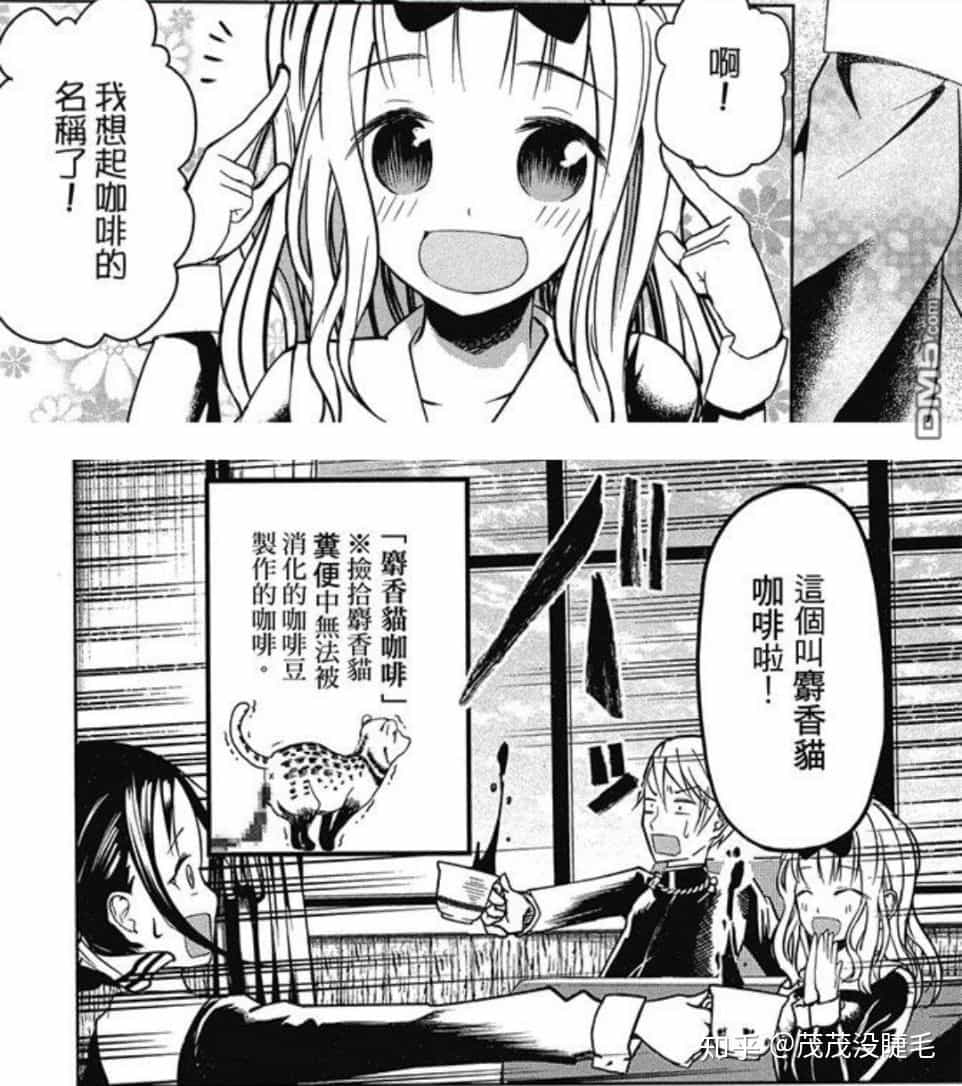 啊！
我想起咖啡的
名稱了！
DM5.com
這個叫麝香貓
咖啡啦！
「麝香貓咖啡」
※撿拾麝香貓
糞便中無法被
消化的咖啡豆
製作的咖啡。
知乎 @茂茂没睫毛